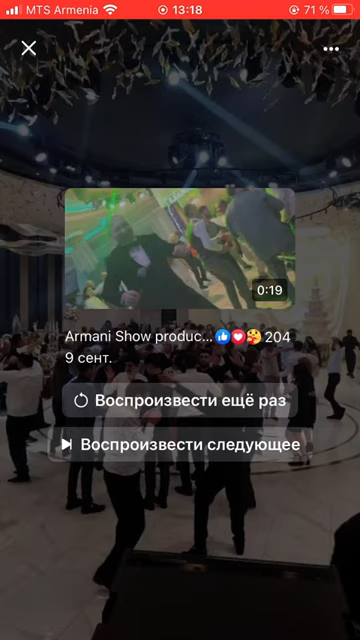 MTS Armenia
13:18
71 %
0:19
Armani Show produc... 204
9 сент.
Воспроизвести ещё раз
Воспроизвести следующее